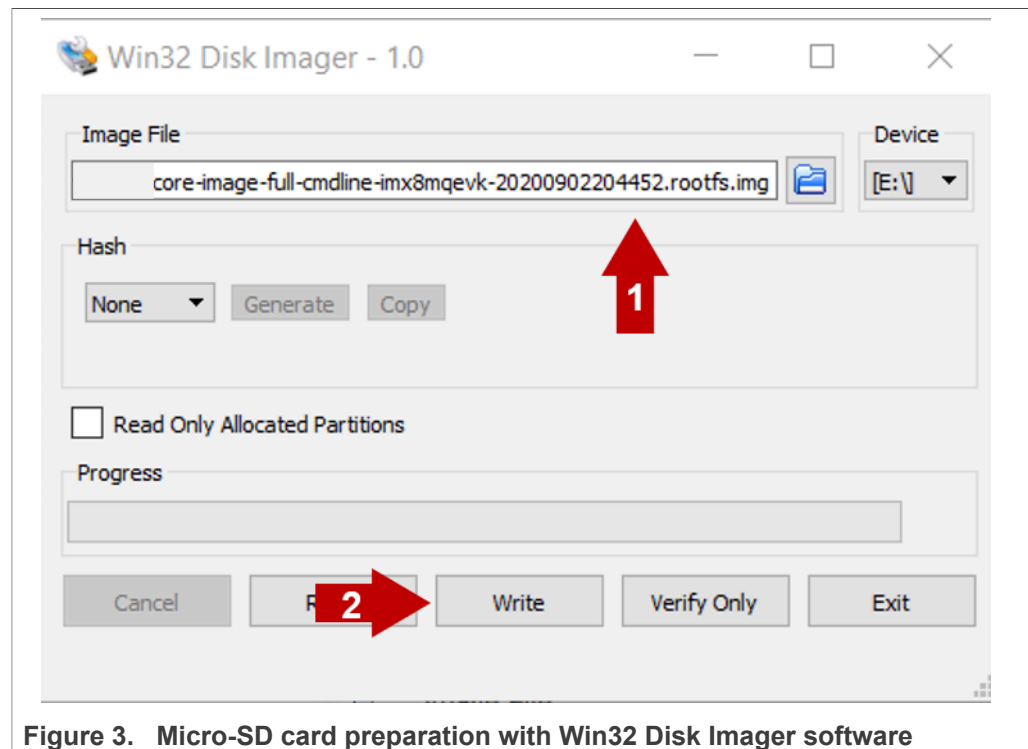 Win32 Disk Imager - 1.0
Image File
Device
core-image-full-cmdline-imx8mqevk-20200902204452.rootfs.img
[E:\]
Hash
1
None
Generate
Copy
Read Only Allocated Partitions
Progress
Cancel
2
Write
Verify Only
Exit
Figure 3. Micro-SD card preparation with Win32 Disk Imager software